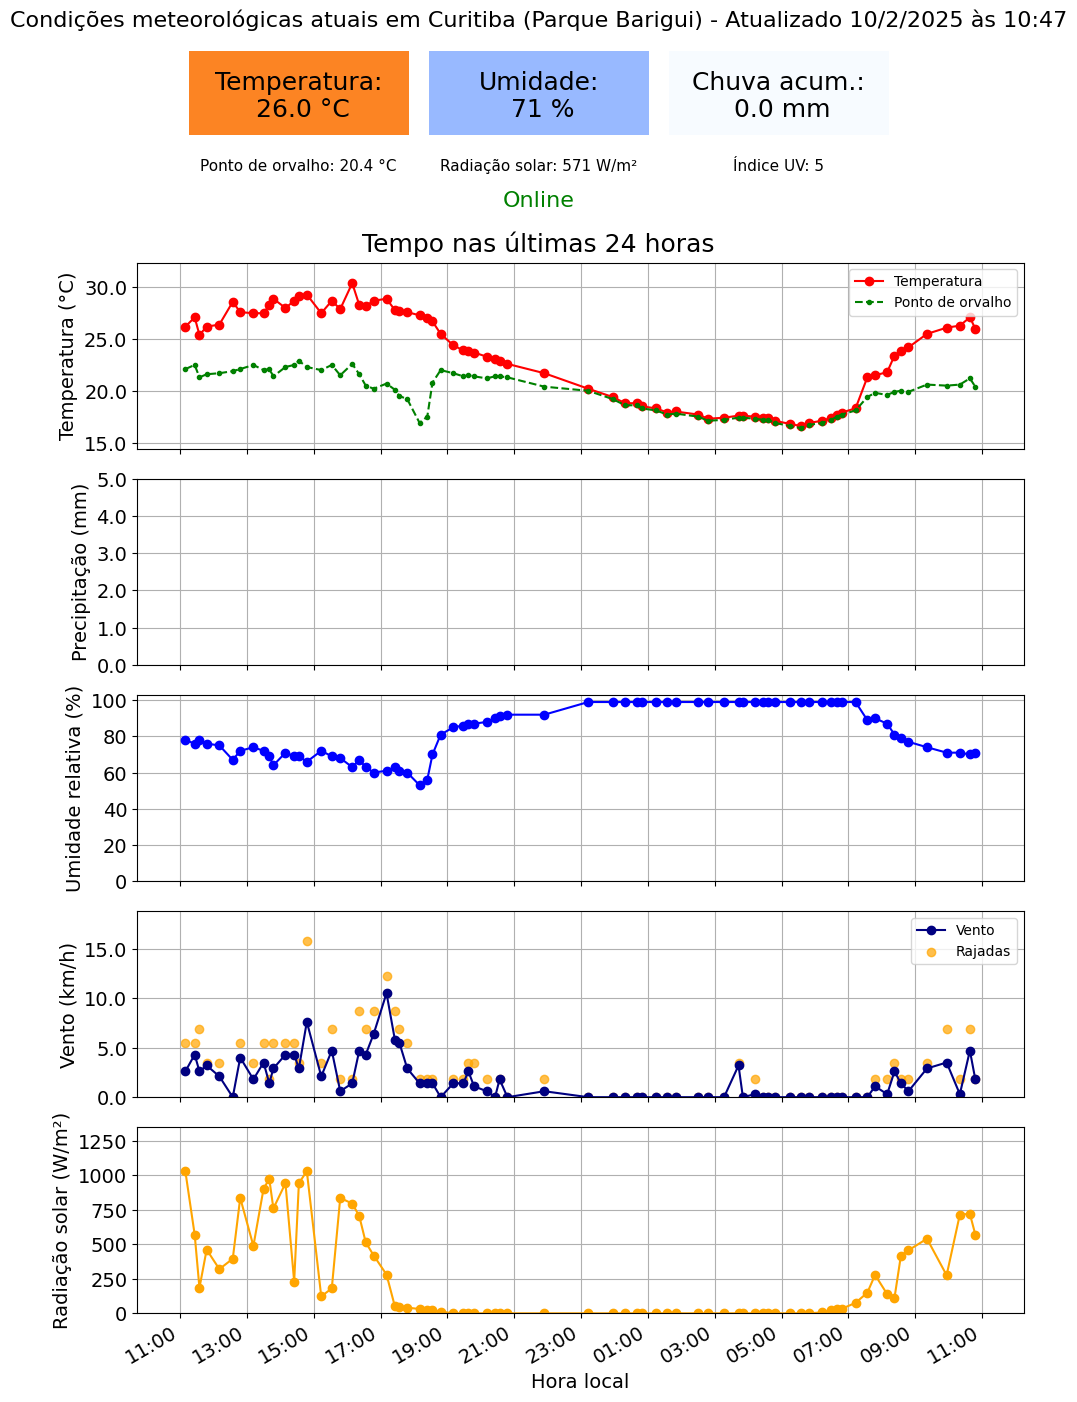 Condições meteorológicas atuais em Curitiba (Parque Barigui) - Atualizado 10/2/2025 às 10:47
Temperatura:
26.0 °C
Umidade:
71 %
Chuva acum.:
0.0 mm
Ponto de orvalho: 20.4 °C
Radiação solar: 571 W/m²
Índice UV: 5
Online
Tempo nas últimas 24 horas
Temperatura (°C)
30.0
25.0
20.0
15.0
Temperatura
Ponto de orvalho
Precipitação (mm)
5.0
4.0
3.0
2.0
1.0
0.0
Umidade relativa (%)
100
80
60
40
20
0
Vento (km/h)
15.0
10.0
5.0
0.0
Vento
Rajadas
Radiação solar (W/m²)
1250
1000
750
500
250
0
11:00
13:00
15:00
17:00
19:00
21:00
23:00
01:00
03:00
05:00
07:00
09:00
11:00
Hora local